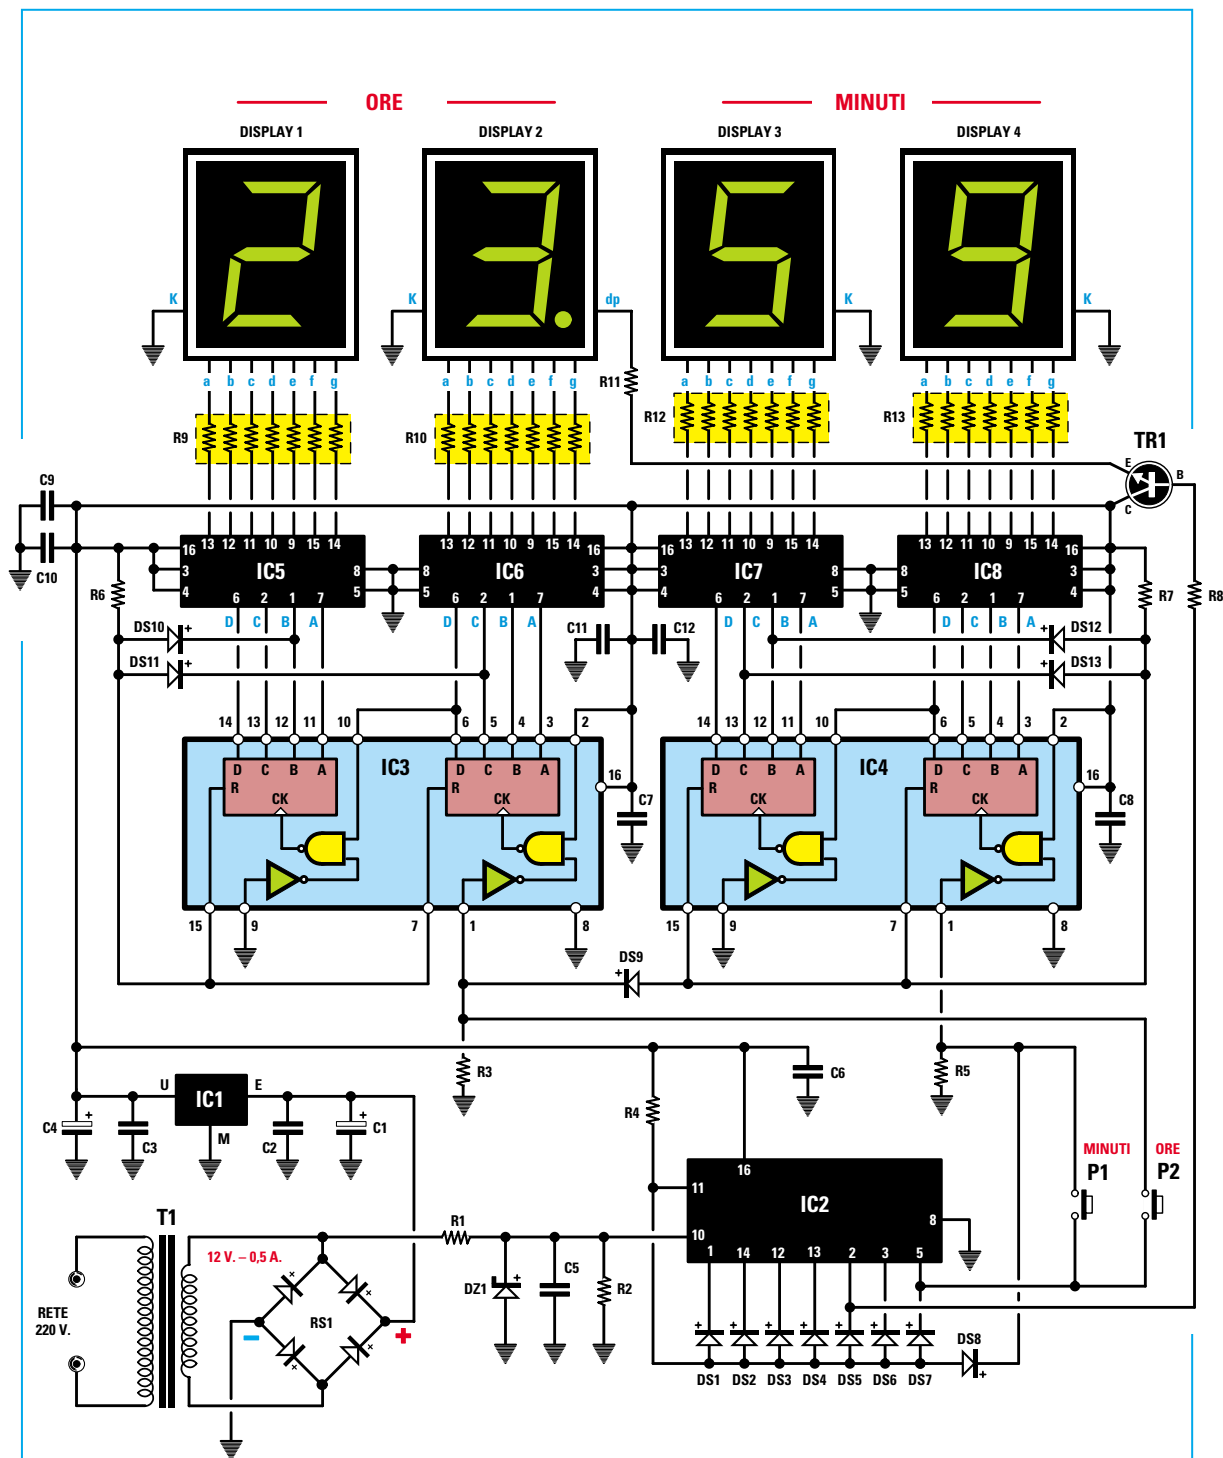 ORE MINUTI
DISPLAY 1 DISPLAY 2 DISPLAY 3 DISPLAY 4
K K dp K K
a b c d e f g a b c d e f g R11 a b c d e f g a b c d e f g
R9 R10 R12 R13
TR1
E B
C
C9
13 12 11 10 9 15 14 13 12 11 10 9 15 14 13 12 11 10 9 15 14 13 12 11 10 9 15 14
16 16 16 16
C10 3 IC5 8 8 IC6 3 3 IC7 8 8 IC8 3
R6 4 5 5 4 4 5 5 4 R7 R8
6 2 1 7 6 2 1 7 6 2 1 7 6 2 1 7
D C B A D C B A D C B A D C B A
DS10 + C11 C12 + DS12
DS11 + + DS13
14 13 12 11 10 6 5 4 3 2 14 13 12 11 10 6 5 4 3 2
D C B A IC3 D C B A D C B A IC4 D C B A
R R 16 R R 16
CK CK C7 CK CK C8
15 9 7 1 8 15 9 7 1 8
DS9
+
R3 C6 R5
U IC1 E R4
C4 + C3 M C2 + C1
MINUTI ORE
P1 P2
16
11 IC2
T1 R1 8
10
12 V. – 0,5 A. 1 14 12 13 2 3 5
RETE
220 V.
RS1 – +
DZ1 + C5 R2
+ + + + + + + DS8
+
DS1 DS2 DS3 DS4 DS5 DS6 DS7